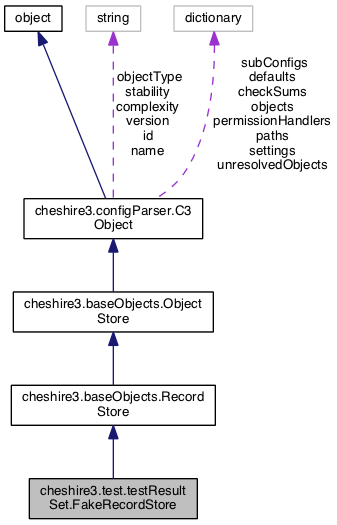 object
string
dictionary
objectType
stability
complexity
version
id
name
subConfigs
defaults
checkSums
objects
permissionHandlers
paths
settings
unresolvedObjects
cheshire3.configParser.C3
Object
cheshire3.baseObjects.Object
Store
cheshire3.baseObjects.Record
Store
cheshire3.test.testResult
Set.FakeRecordStore